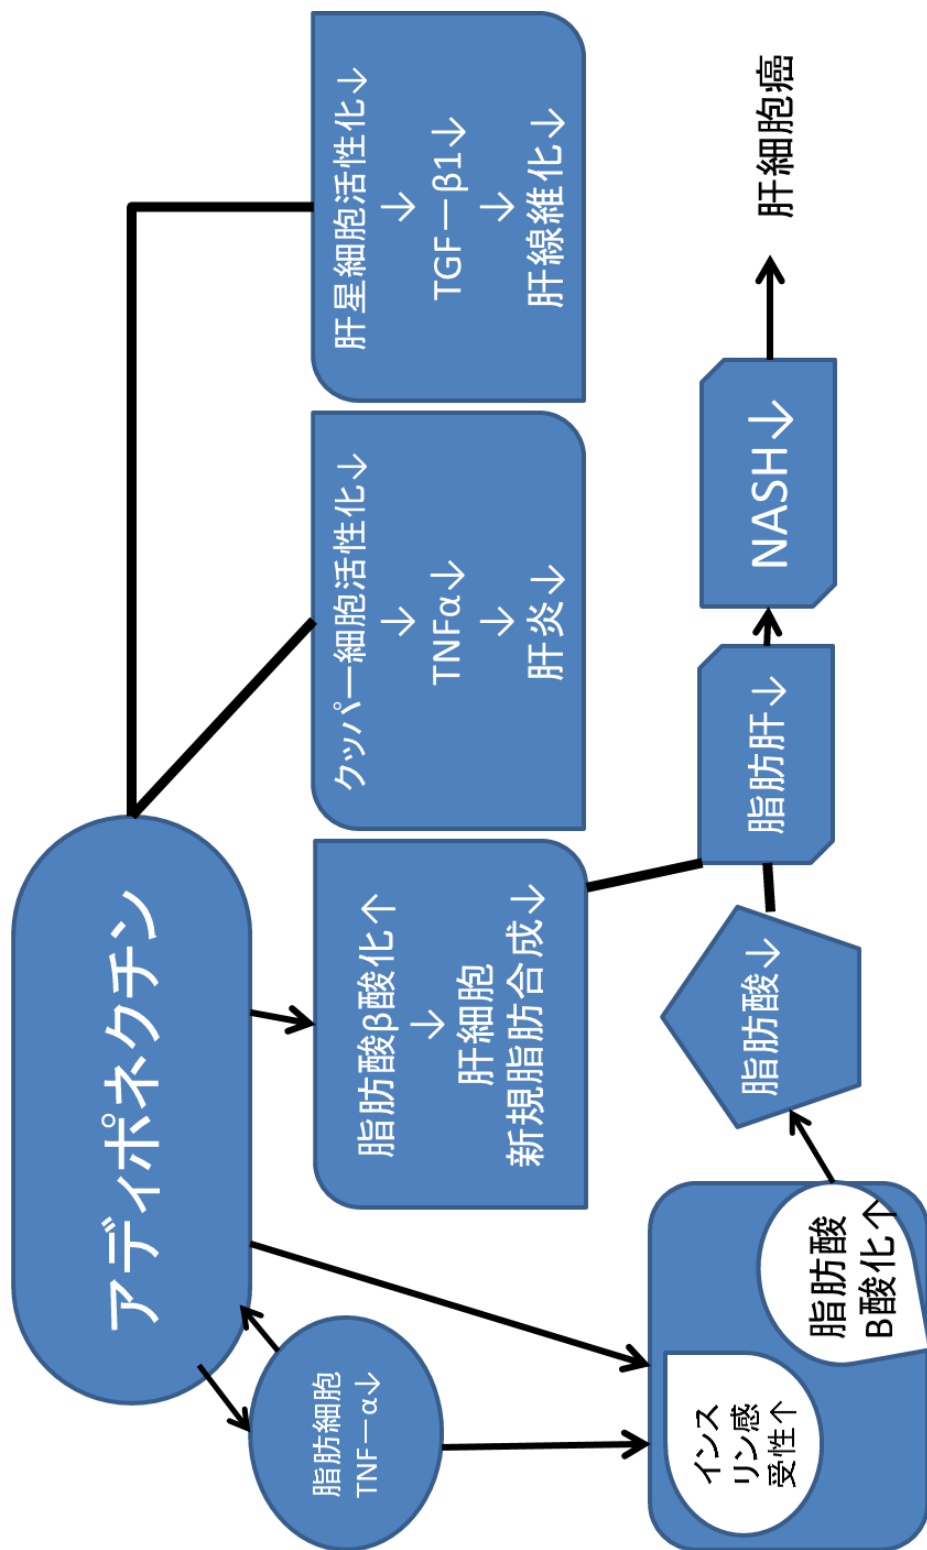 アディポネクチン
脂肪細胞
TNF－α↓
脂肪酸β酸化↑
↓
肝細胞
新規脂肪合成↓
クッパー細胞活性化↓
↓
TNFα↓
↓
肝炎↓
肝星細胞活性化↓
↓
TGF－β1↓
↓
肝線維化↓
インス
リン感
受性↑
脂肪酸
B酸化↑
脂肪酸↓
脂肪肝↓
NASH↓
肝細胞癌